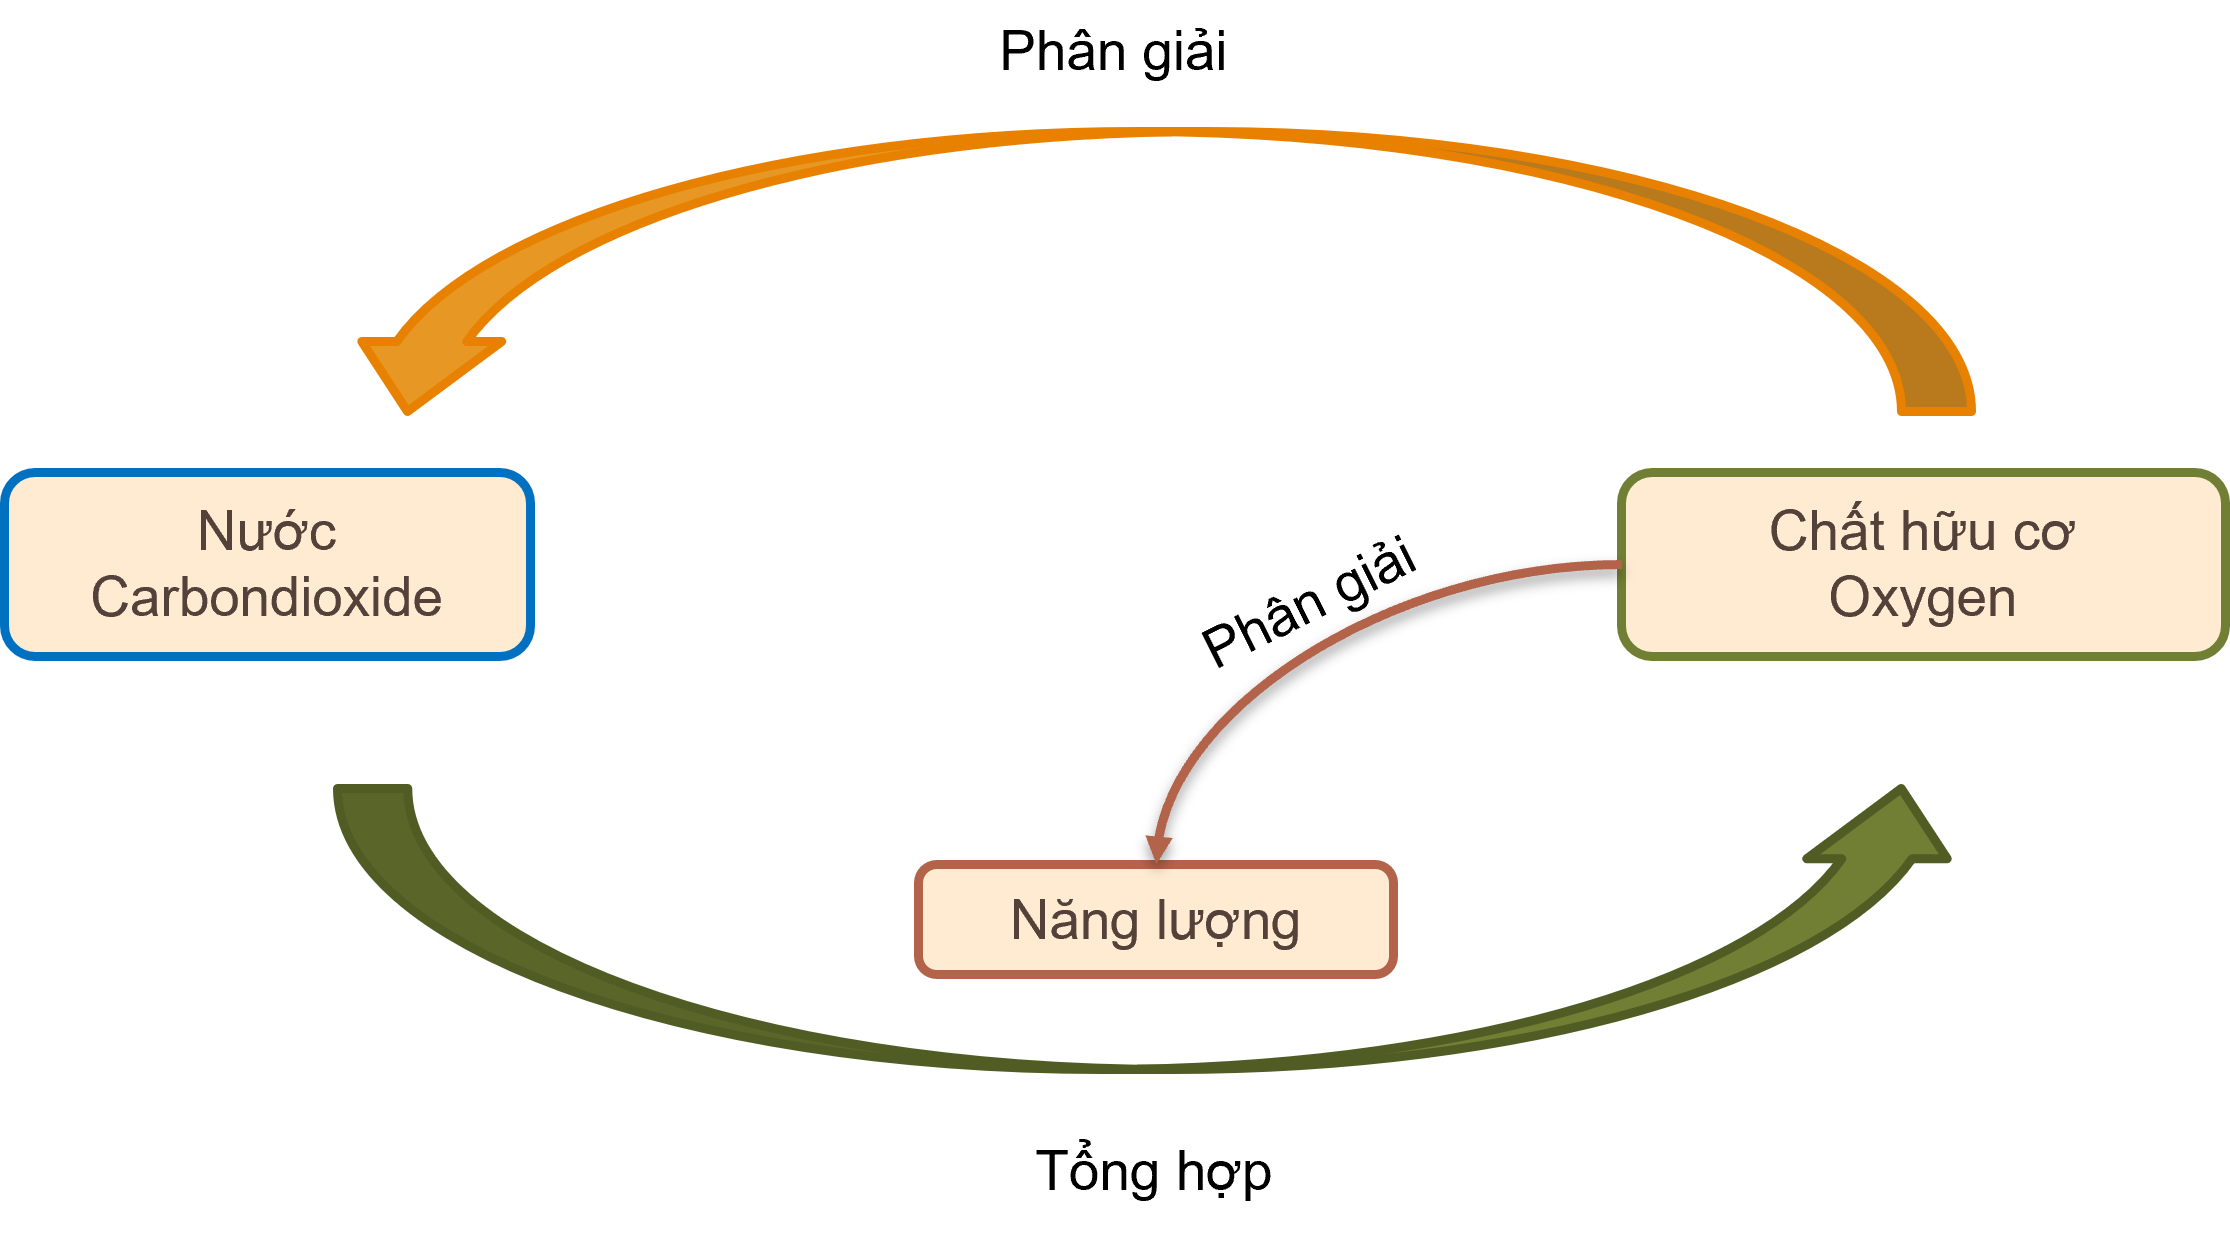 Phân giải
Nước
Carbondioxide
Chất hữu cơ
Oxygen
Phân giải
Năng lượng
Tổng hợp